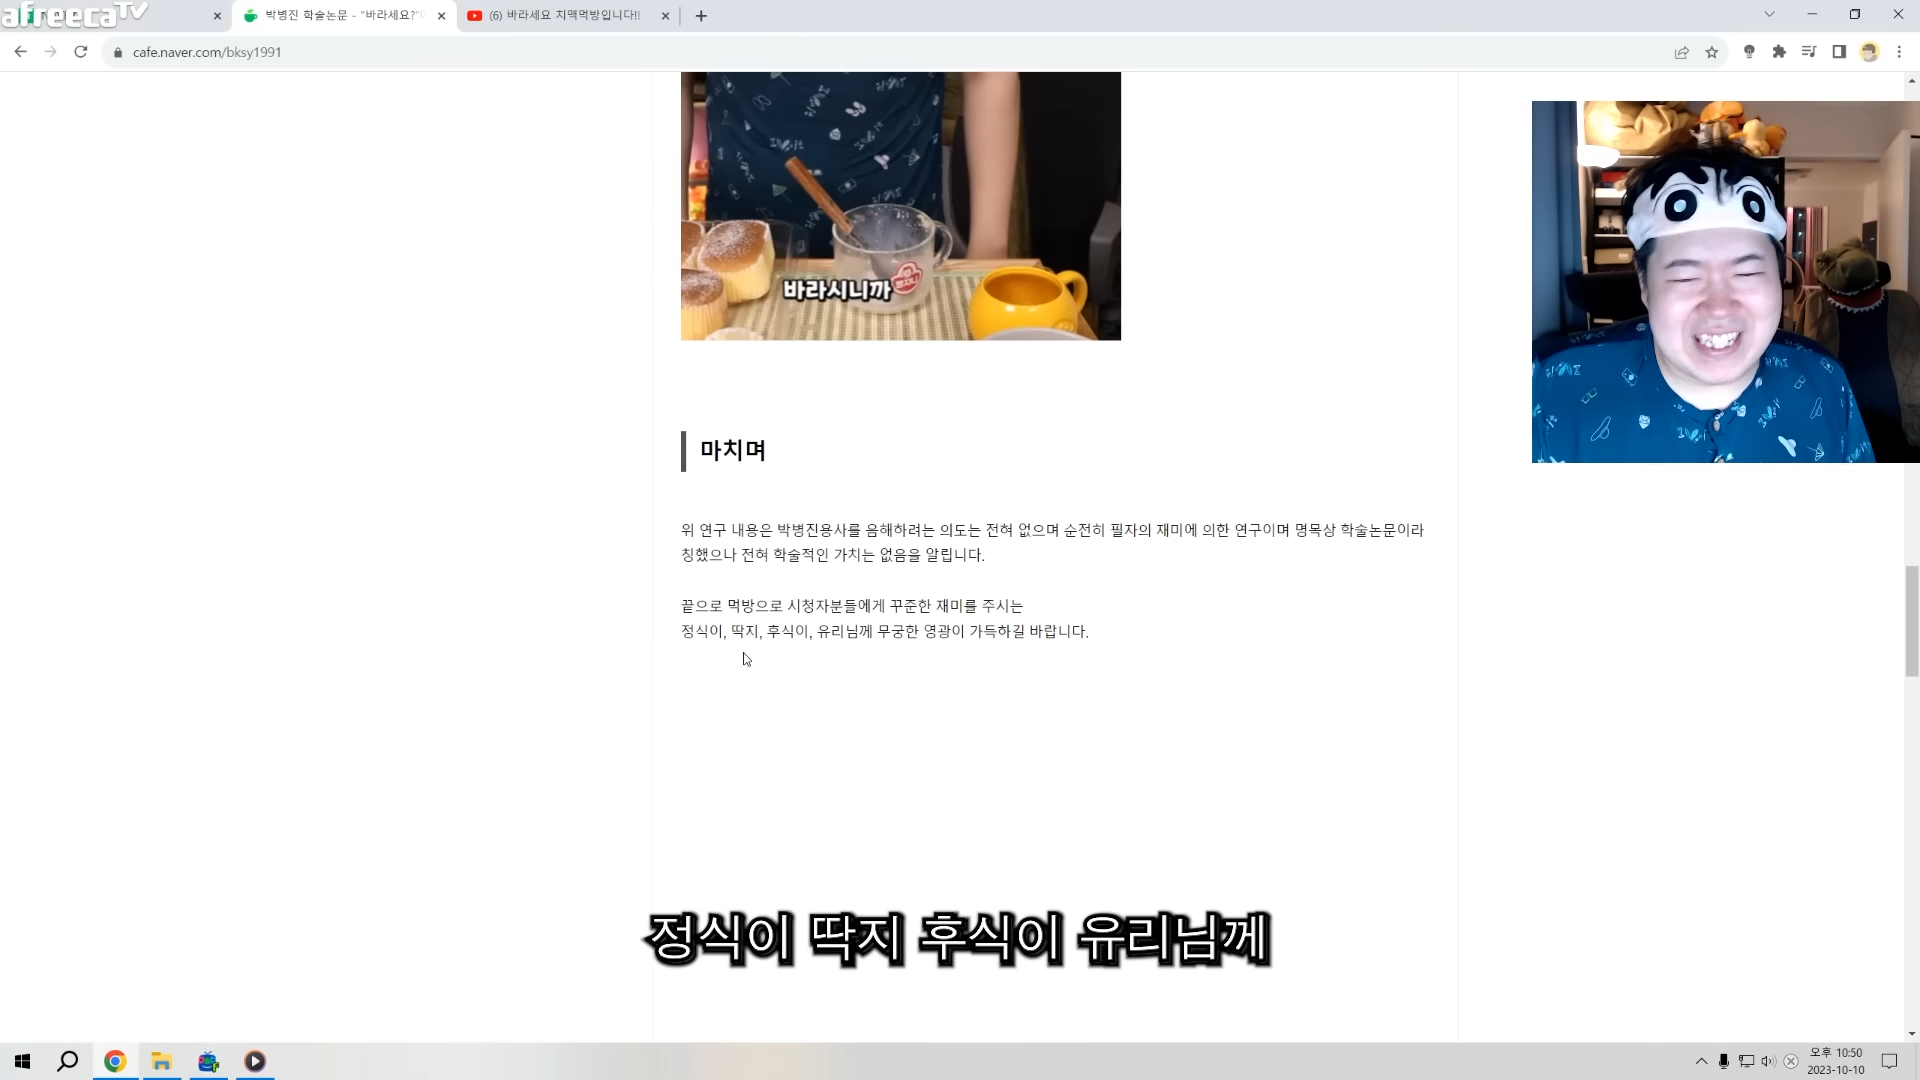 afreecaTV
박병진 학술논문 - "바라세요?"
(6) 바라세요 치맥먹방입니다!!
cafe.naver.com/bksy1991
바라시니까
마치며
위 연구 내용은 박병진용사를 음해하려는 의도는 전혀 없으며 순전히 필자의 재미에 의한 연구이며 명목상 학술논문이라
칭했으나 전혀 학술적인 가치는 없음을 알립니다.
끝으로 먹방으로 시청자분들에게 꾸준한 재미를 주시는
정식이, 딱지, 후식이, 유리님께 무궁한 영광이 가득하길 바랍니다.
정식이 딱지 후식이 유리님께
오후 10:50
2023-10-10